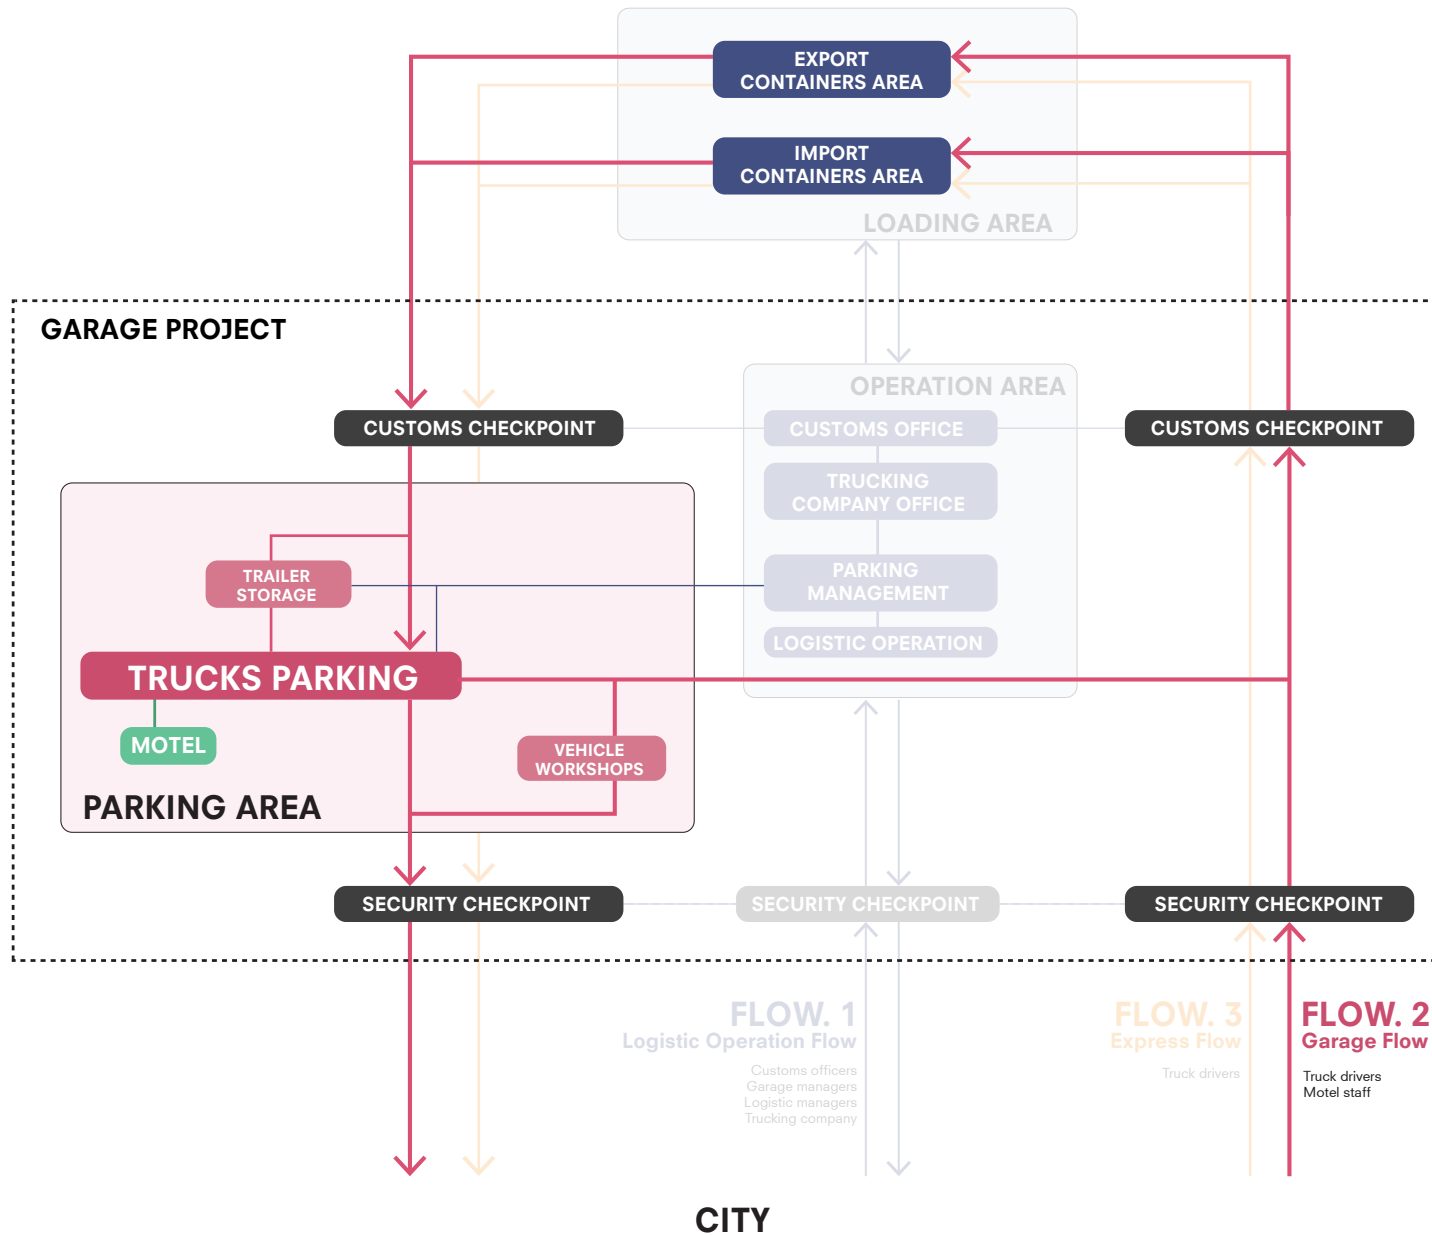 EXPORT
CONTAINERS AREA
IMPORT
CONTAINERS AREA
LOADING AREA
GARAGE PROJECT
OPERATION AREA
CUSTOMS CHECKPOINT
CUSTOMS OFFICE
CUSTOMS CHECKPOINT
TRUCKING
COMPANY OFFICE
TRAILER
STORAGE
PARKING
MANAGEMENT
LOGISTIC OPERATION
TRUCKS PARKING
MOTEL
VEHICLE
WORKSHOPS
PARKING AREA
SECURITY CHECKPOINT
SECURITY CHECKPOINT
SECURITY CHECKPOINT
FLOW. 1
Logistic Operation Flow
Customs officers
Garage managers
Logistic managers
Trucking company
FLOW. 3
Express Flow
Truck drivers
FLOW. 2
Garage Flow
Truck drivers
Motel staff
CITY